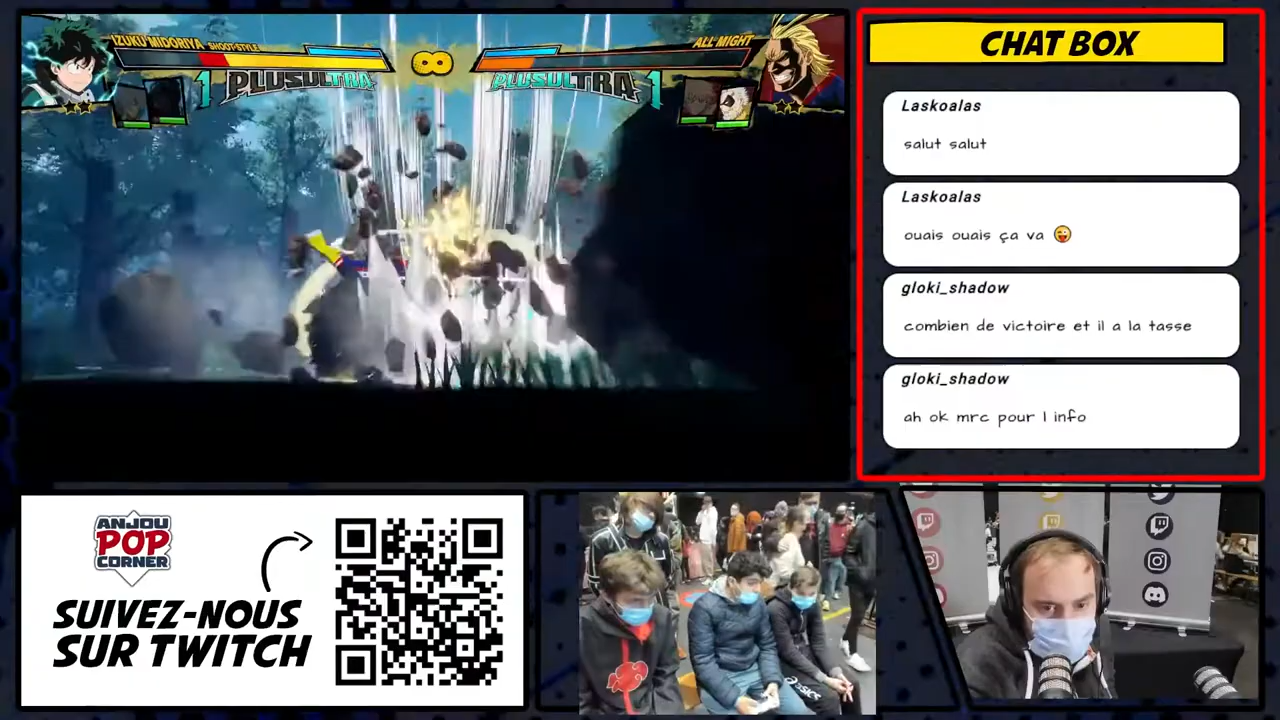 IZUKU MIDORIYA SHOOT STYLE
ALL MIGHT
1 PLUSULTRA
PLUSULTRA 1
CHAT BOX
Laskoalas
salut salut
Laskoalas
ouais ouais ça va 😜
gloki_shadow
combien de victoire et il a la tasse
gloki_shadow
ah ok mrc pour l info
ANJOU
POP
CORNER
SUIVEZ-NOUS
SUR TWITCH
asics